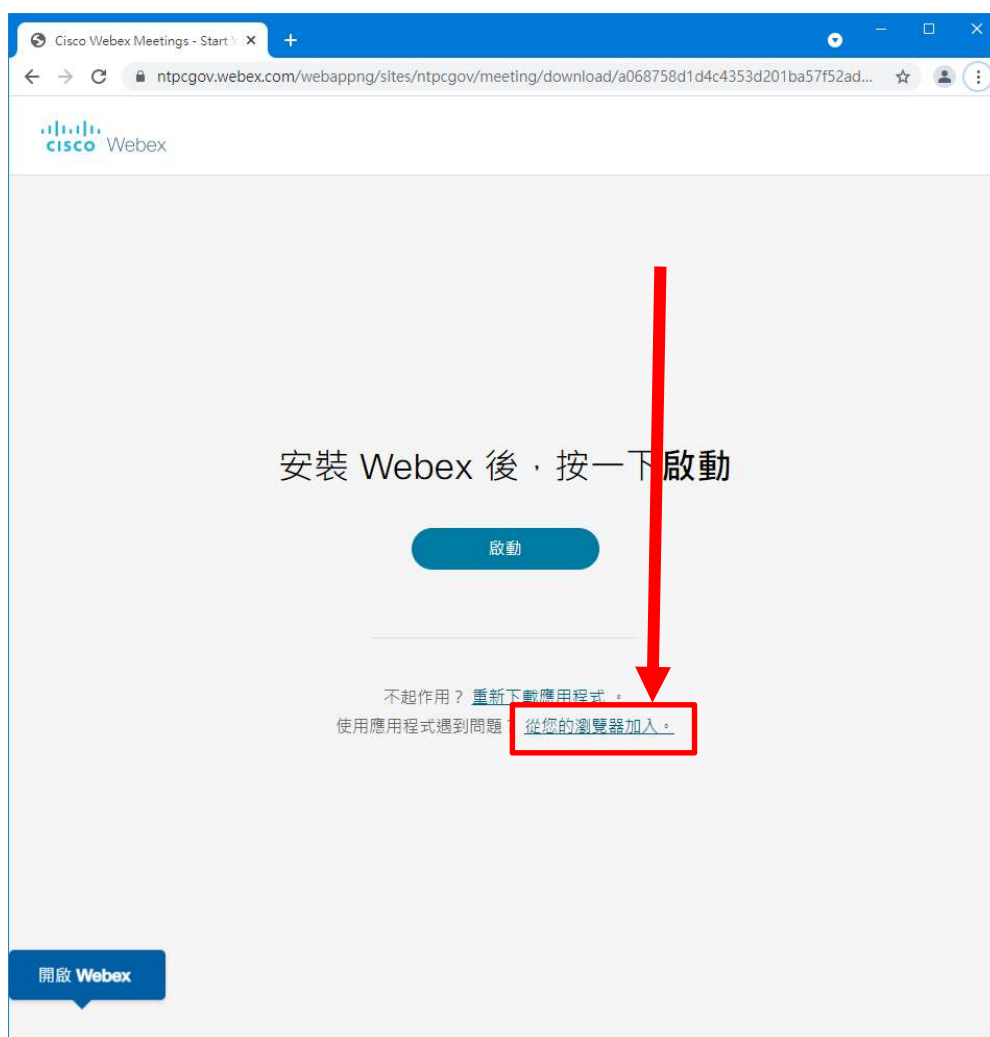 Cisco Webex Meetings - Start
ntpcgov.webex.com/webappng/sites/ntpcgov/meeting/download/a068758d1d4c4353d201ba57f52ad...
cisco Webex
安裝 Webex 後，按一下啟動
啟動
不起作用？重新下載應用程式。
使用應用程式遇到問題？從您的瀏覽器加入。
開啟 Webex